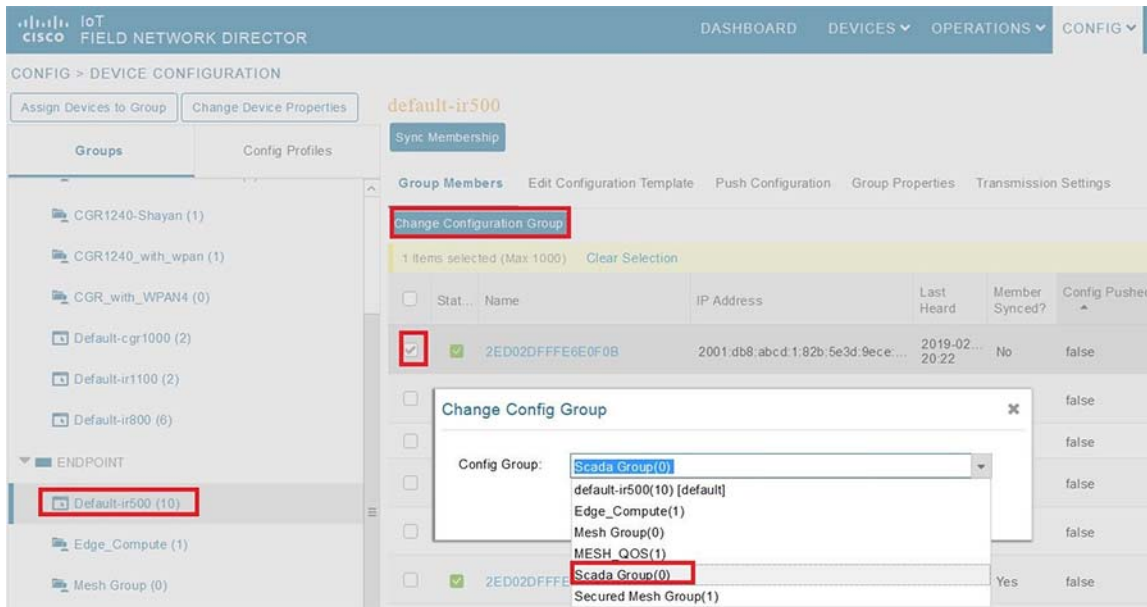 IoT
CISCO FIELD NETWORK DIRECTOR
DASHBOARD DEVICES OPERATIONS CONFIG
CONFIG > DEVICE CONFIGURATION
Assign Devices to Group Change Device Properties
Groups Config Profiles
CGR1240-Shayan (1)
CGR1240_with_wpan (1)
CGR_with_WPAN4 (0)
Default-cgr1000 (2)
Default-ir1100 (2)
Default-ir800 (6)
ENDPOINT
Default-ir500 (10)
Edge_Compute (1)
Mesh Group (0)
default-ir500
Sync Membership
Group Members Edit Configuration Template Push Configuration Group Properties Transmission Settings
Change Configuration Group
1 Items selected (Max 1000) Clear Selection
Stat... Name IP Address Last Heard Member Synced? Config Pushe
2ED02DFFFE6E0F0B 2001:db8:abcd:1:82b:5e3d:9ece:... 2019-02... 20:22 No false
false
false
false
false
2ED02DFFFE Yes false
Change Config Group
Config Group: Scada Group(0)
default-ir500(10) [default]
Edge_Compute(1)
Mesh Group(0)
MESH_QOS(1)
Scada Group(0)
Secured Mesh Group(1)